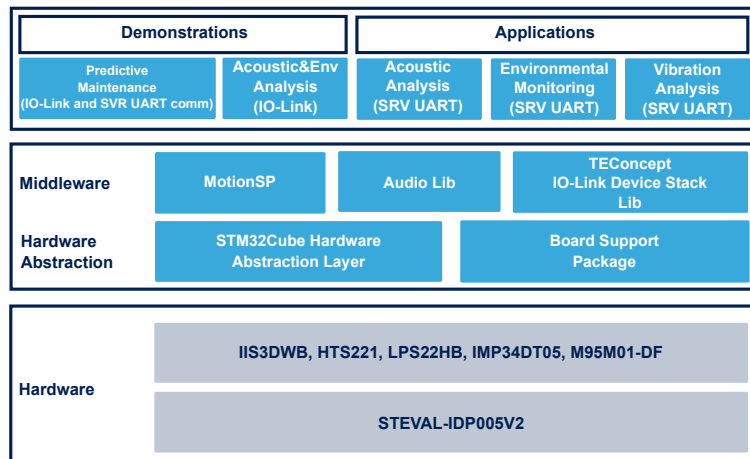 Demonstrations
Applications
Predictive
Maintenance
(IO-Link and SVR UART comm)
Acoustic&Env
Analysis
(IO-Link)
Acoustic
Analysis
(SRV UART)
Environmental
Monitoring
(SRV UART)
Vibration
Analysis
(SRV UART)
Middleware
MotionSP
Audio Lib
TEConcept
IO-Link Device Stack
Lib
Hardware
Abstraction
STM32Cube Hardware
Abstraction Layer
Board Support
Package
Hardware
IIS3DWB, HTS221, LPS22HB, IMP34DT05, M95M01-DF
STEVAL-IDP005V2